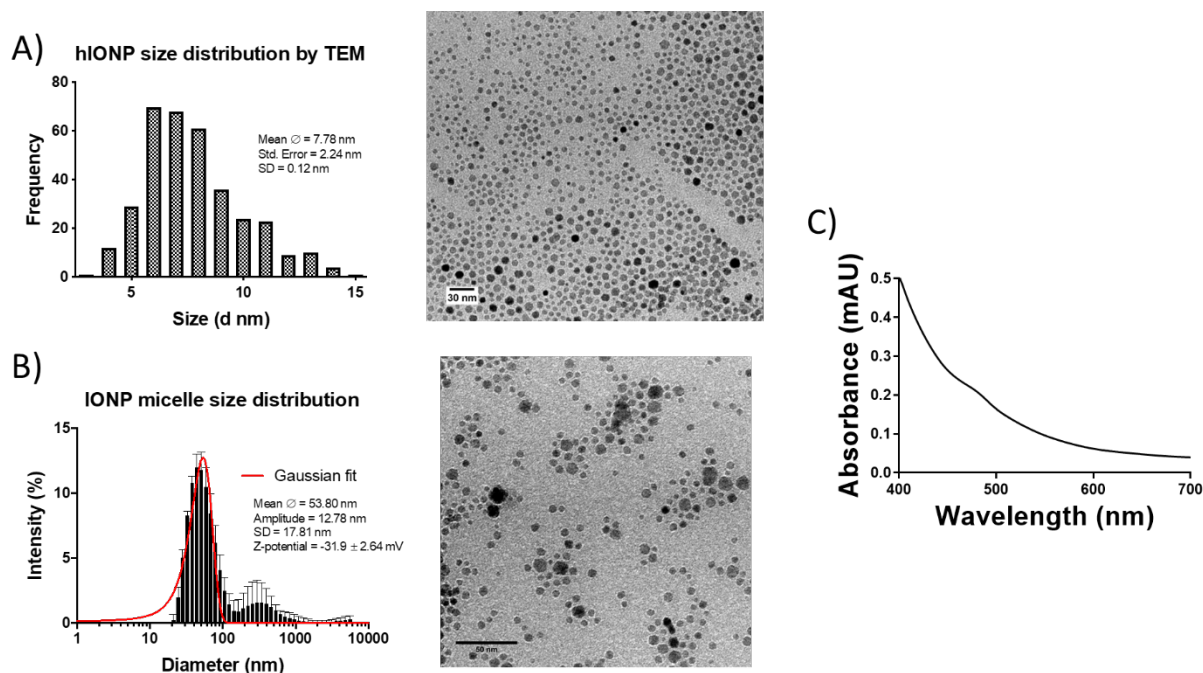 A)
hIONP size distribution by TEM
80
60
40
20
0
Frequency
Mean ∅ = 7.78 nm
Std. Error = 2.24 nm
SD = 0.12 nm
5
10
15
Size (d nm)
30 nm
B)
IONP micelle size distribution
15
10
5
0
Intensity (%)
Gaussian fit
Mean ∅ = 53.80 nm
Amplitude = 12.78 nm
SD = 17.81 nm
Z-potential = -31.9 ± 2.64 mV
1
10
100
1000
10000
Diameter (nm)
50 nm
C)
0.5
0.4
0.3
0.2
0.1
0.0
Absorbance (mAU)
400
500
600
700
Wavelength (nm)